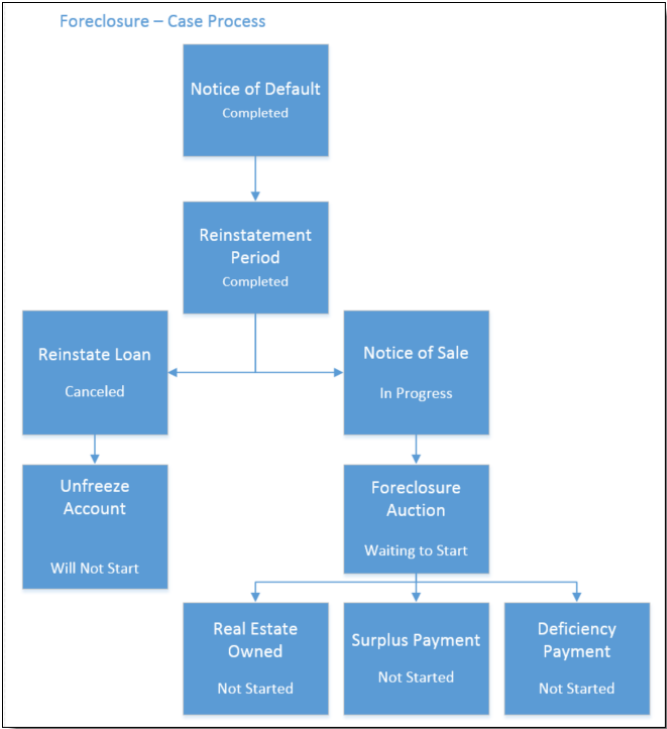 Foreclosure – Case Process
Notice of Default
Completed
Reinstatement
Period
Completed
Reinstate Loan
Canceled
Notice of Sale
In Progress
Unfreeze
Account
Will Not Start
Foreclosure
Auction
Waiting to Start
Real Estate
Owned
Not Started
Surplus Payment
Not Started
Deficiency
Payment
Not Started